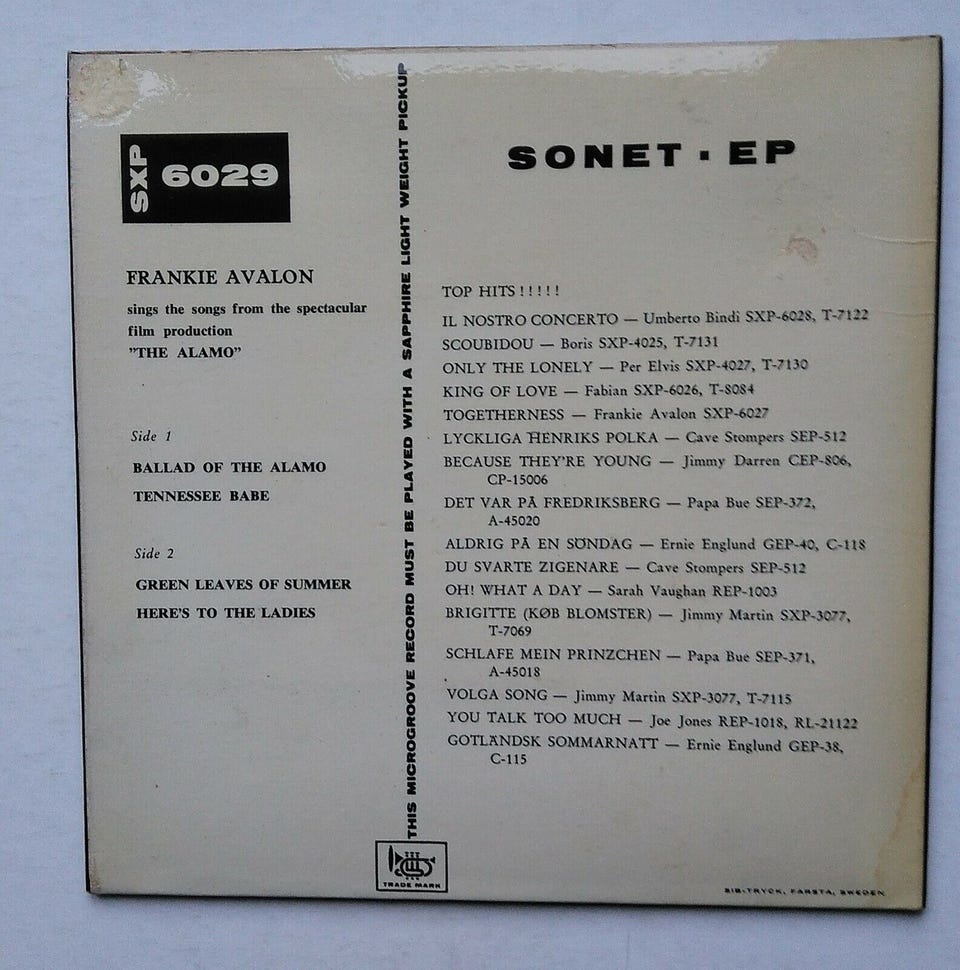 SXP 6029
FRANKIE AVALON
sings the songs from the spectacular
film production
"THE ALAMO"
Side 1
BALLAD OF THE ALAMO
TENNESSEE BABE
Side 2
GREEN LEAVES OF SUMMER
HERE'S TO THE LADIES
THIS MICROGROOVE RECORD MUST BE PLAYED WITH A SAPPHIRE LIGHT WEIGHT PICKUP
TRADE MARK
SONET · EP
TOP HITS!!!!!
IL NOSTRO CONCERTO — Umberto Bindi SXP-6028, T-7122
SCOUBIDOU — Boris SXP-4025, T-7131
ONLY THE LONELY — Per Elvis SXP-4027, T-7130
KING OF LOVE — Fabian SXP-6026, T-8084
TOGETHERNESS — Frankie Avalon SXP-6027
LYCKLIGA HENRIKS POLKA — Cave Stompers SEP-512
BECAUSE THEY'RE YOUNG — Jimmy Darren CEP-806,
CP-15006
DET VAR PÅ FREDRIKSBERG — Papa Bue SEP-372,
A-45020
ALDRIG PÅ EN SÖNDAG — Ernie Englund GEP-40, C-118
DU SVARTE ZIGENARE — Cave Stompers SEP-512
OH! WHAT A DAY — Sarah Vaughan REP-1003
BRIGITTE (KØB BLOMSTER) — Jimmy Martin SXP-3077,
T-7069
SCHLAFE MEIN PRINZCHEN — Papa Bue SEP-371,
A-45018
VOLGA SONG — Jimmy Martin SXP-3077, T-7115
YOU TALK TOO MUCH — Joe Jones REP-1018, RL-21122
GOTLÄNDSK SOMMARNATT — Ernie Englund GEP-38,
C-115
SIB-TRYCK, FARSTA, SWEDEN